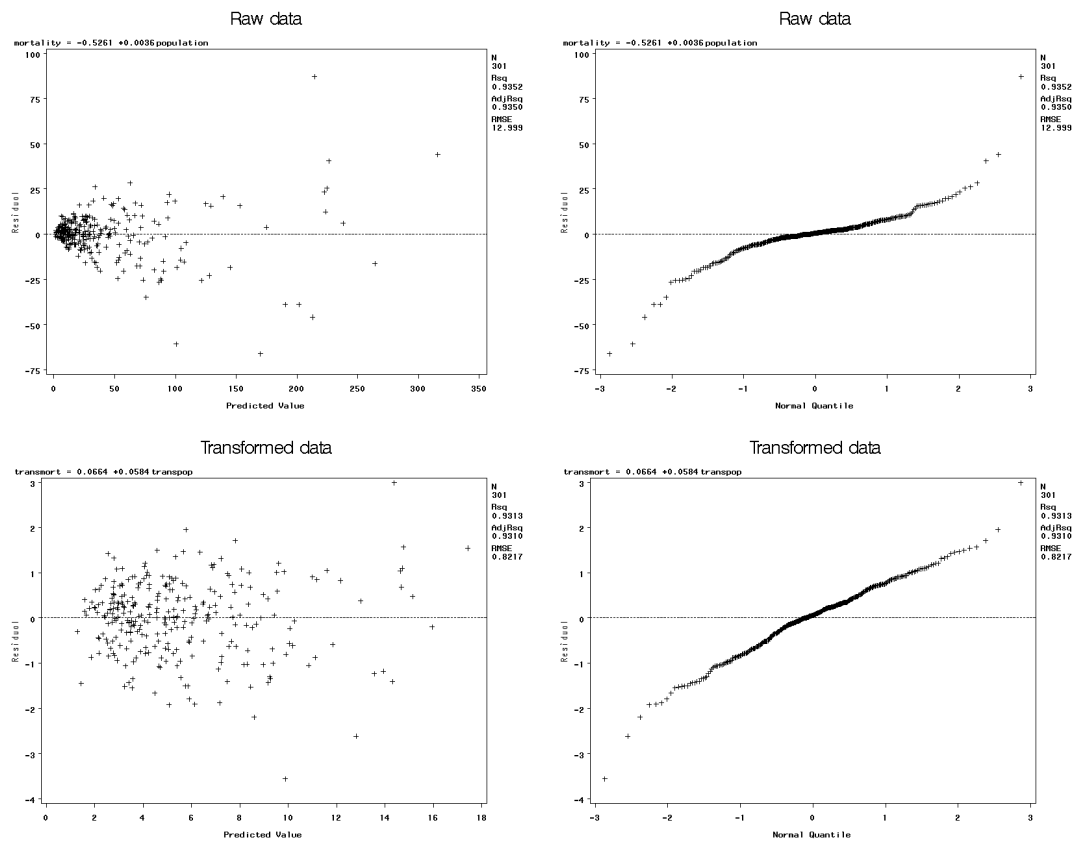 Raw data
mortality = -0.5261 +0.0036 population
N
301
Rsq
0.9352
AdjRsq
0.9350
RMSE
12.999
100
75
50
25
0
-25
-50
-75
Residual
0 50 100 150 200 250 300 350
Predicted Value
Raw data
mortality = -0.5261 +0.0036 population
N
301
Rsq
0.9352
AdjRsq
0.9350
RMSE
12.999
100
75
50
25
0
-25
-50
-75
Residual
-3 -2 -1 0 1 2 3
Normal Quantile
Transformed data
transmort = 0.0664 +0.0584 transpop
N
301
Rsq
0.9313
AdjRsq
0.9310
RMSE
0.8217
3
2
1
0
-1
-2
-3
-4
Residual
0 2 4 6 8 10 12 14 16 18
Predicted Value
Transformed data
transmort = 0.0664 +0.0584 transpop
N
301
Rsq
0.9313
AdjRsq
0.9310
RMSE
0.8217
3
2
1
0
-1
-2
-3
-4
Residual
-3 -2 -1 0 1 2 3
Normal Quantile